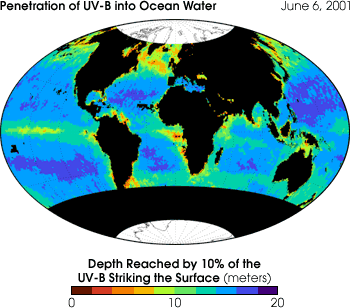 Penetration of UV-B into Ocean Water June 6, 2001
Depth Reached by 10% of the
UV-B Striking the Surface (meters)
0 10 20